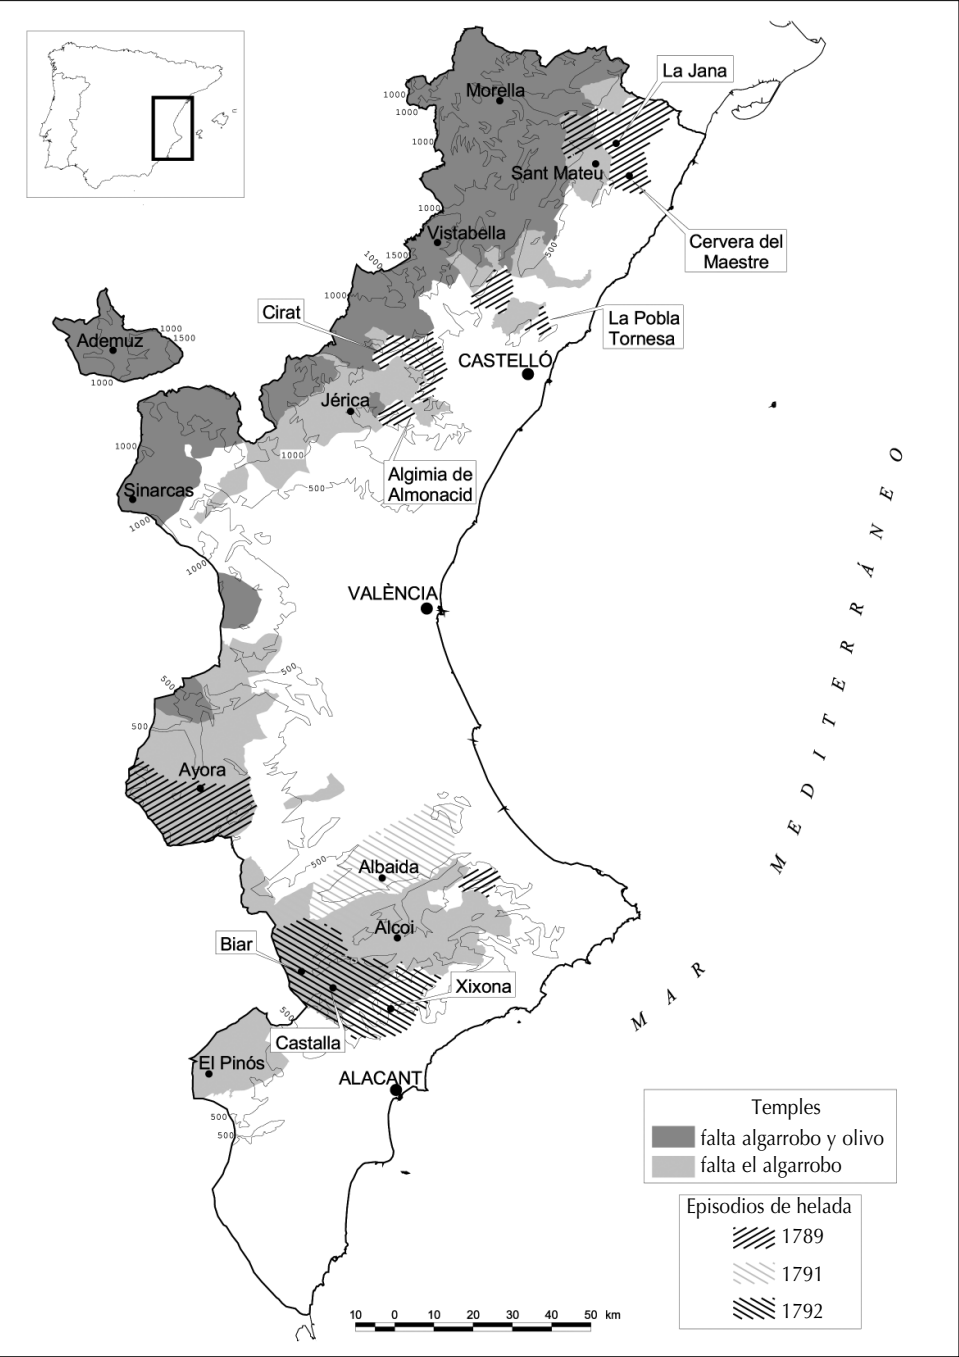 La Jana
Morella
1000
1000
1000
Sant Mateu
1000
Vistabella
Cervera del
Maestre
500
1000
1500
1000
Cirat
La Pobla
Tornesa
Ademuz
1000
1500
1000
CASTELLÓ
Jérica
1000
1000
Algimia de
Almonacid
500
Sinarcas
1000
1000
VALÈNCIA
500
500
500
Ayora
500
Albaida
Alcoi
Biar
Xixona
500
Castalla
El Pinós
ALACANT
500
500
MAR MEDITERRÁNEO
Temples
falta algarrobo y olivo
falta el algarrobo
Episodios de helada
1789
1791
1792
10 0 10 20 30 40 50 km